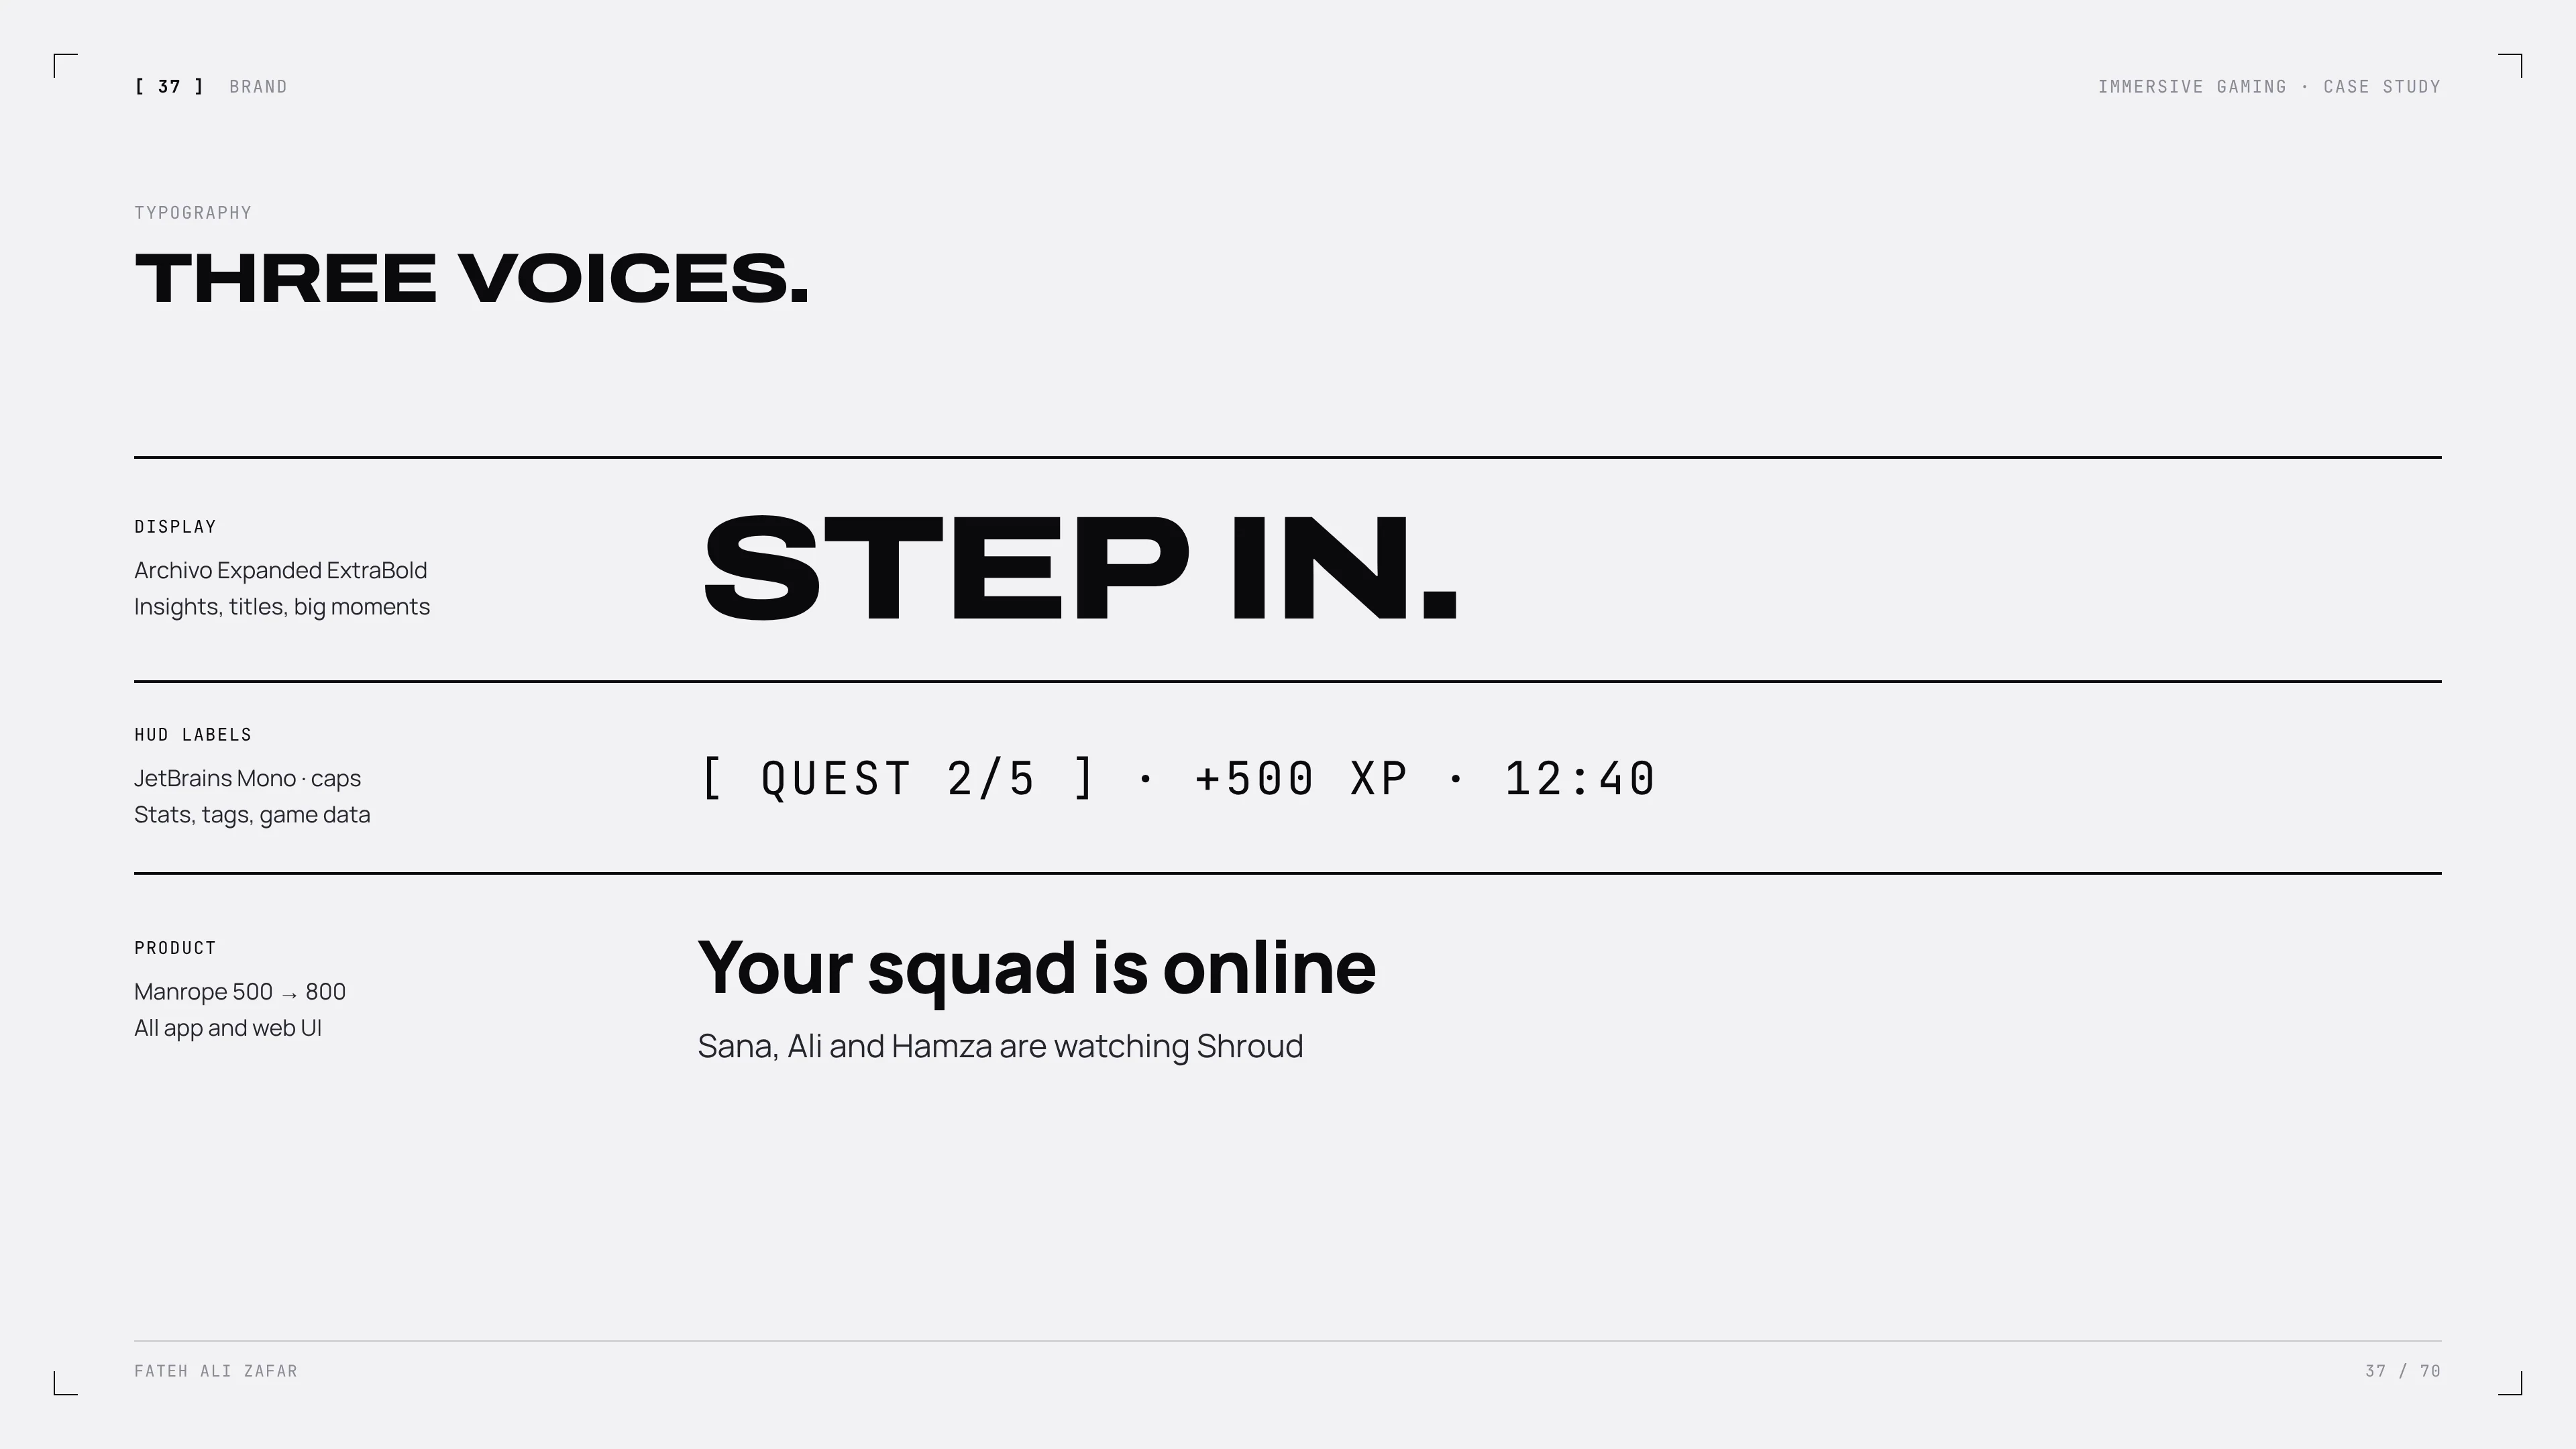 [ 37 ] BRAND
IMMERSIVE GAMING · CASE STUDY
TYPOGRAPHY
THREE VOICES.
DISPLAY
Archivo Expanded ExtraBold
Insights, titles, big moments
STEP IN.
HUD LABELS
JetBrains Mono · caps
Stats, tags, game data
[ QUEST 2/5 ] · +500 XP · 12:40
PRODUCT
Manrope 500 → 800
All app and web UI
Your squad is online
Sana, Ali and Hamza are watching Shroud
FATEH ALI ZAFAR
37 / 70